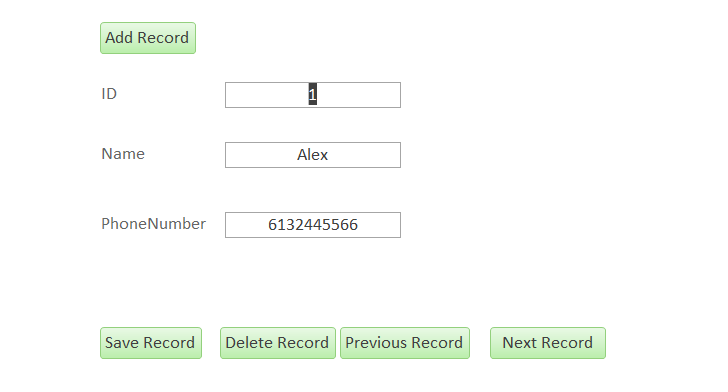 Add Record
ID 1
Name Alex
PhoneNumber 6132445566
Save Record Delete Record Previous Record Next Record